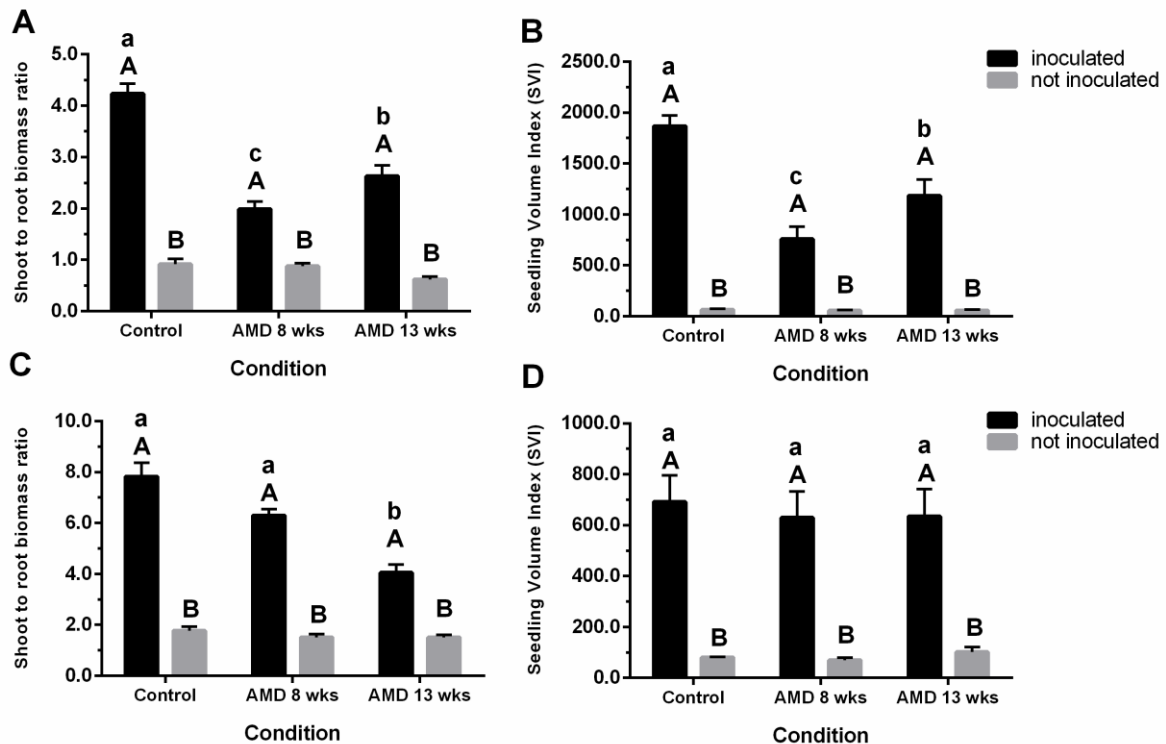 A
Shoot to root biomass ratio
5.0
4.0
3.0
2.0
1.0
0.0
a
A
B
c
A
B
b
A
B
Control
AMD 8 wks
AMD 13 wks
Condition
B
Seedling Volume Index (SVI)
2500.0
2000.0
1500.0
1000.0
500.0
0.0
a
A
B
c
A
B
b
A
B
Control
AMD 8 wks
AMD 13 wks
Condition
inoculated
not inoculated
C
Shoot to root biomass ratio
10.0
8.0
6.0
4.0
2.0
0.0
a
A
B
a
A
B
b
A
B
Control
AMD 8 wks
AMD 13 wks
Condition
D
Seedling Volume Index (SVI)
1000.0
800.0
600.0
400.0
200.0
0.0
a
A
B
a
A
B
a
A
B
Control
AMD 8 wks
AMD 13 wks
Condition
inoculated
not inoculated